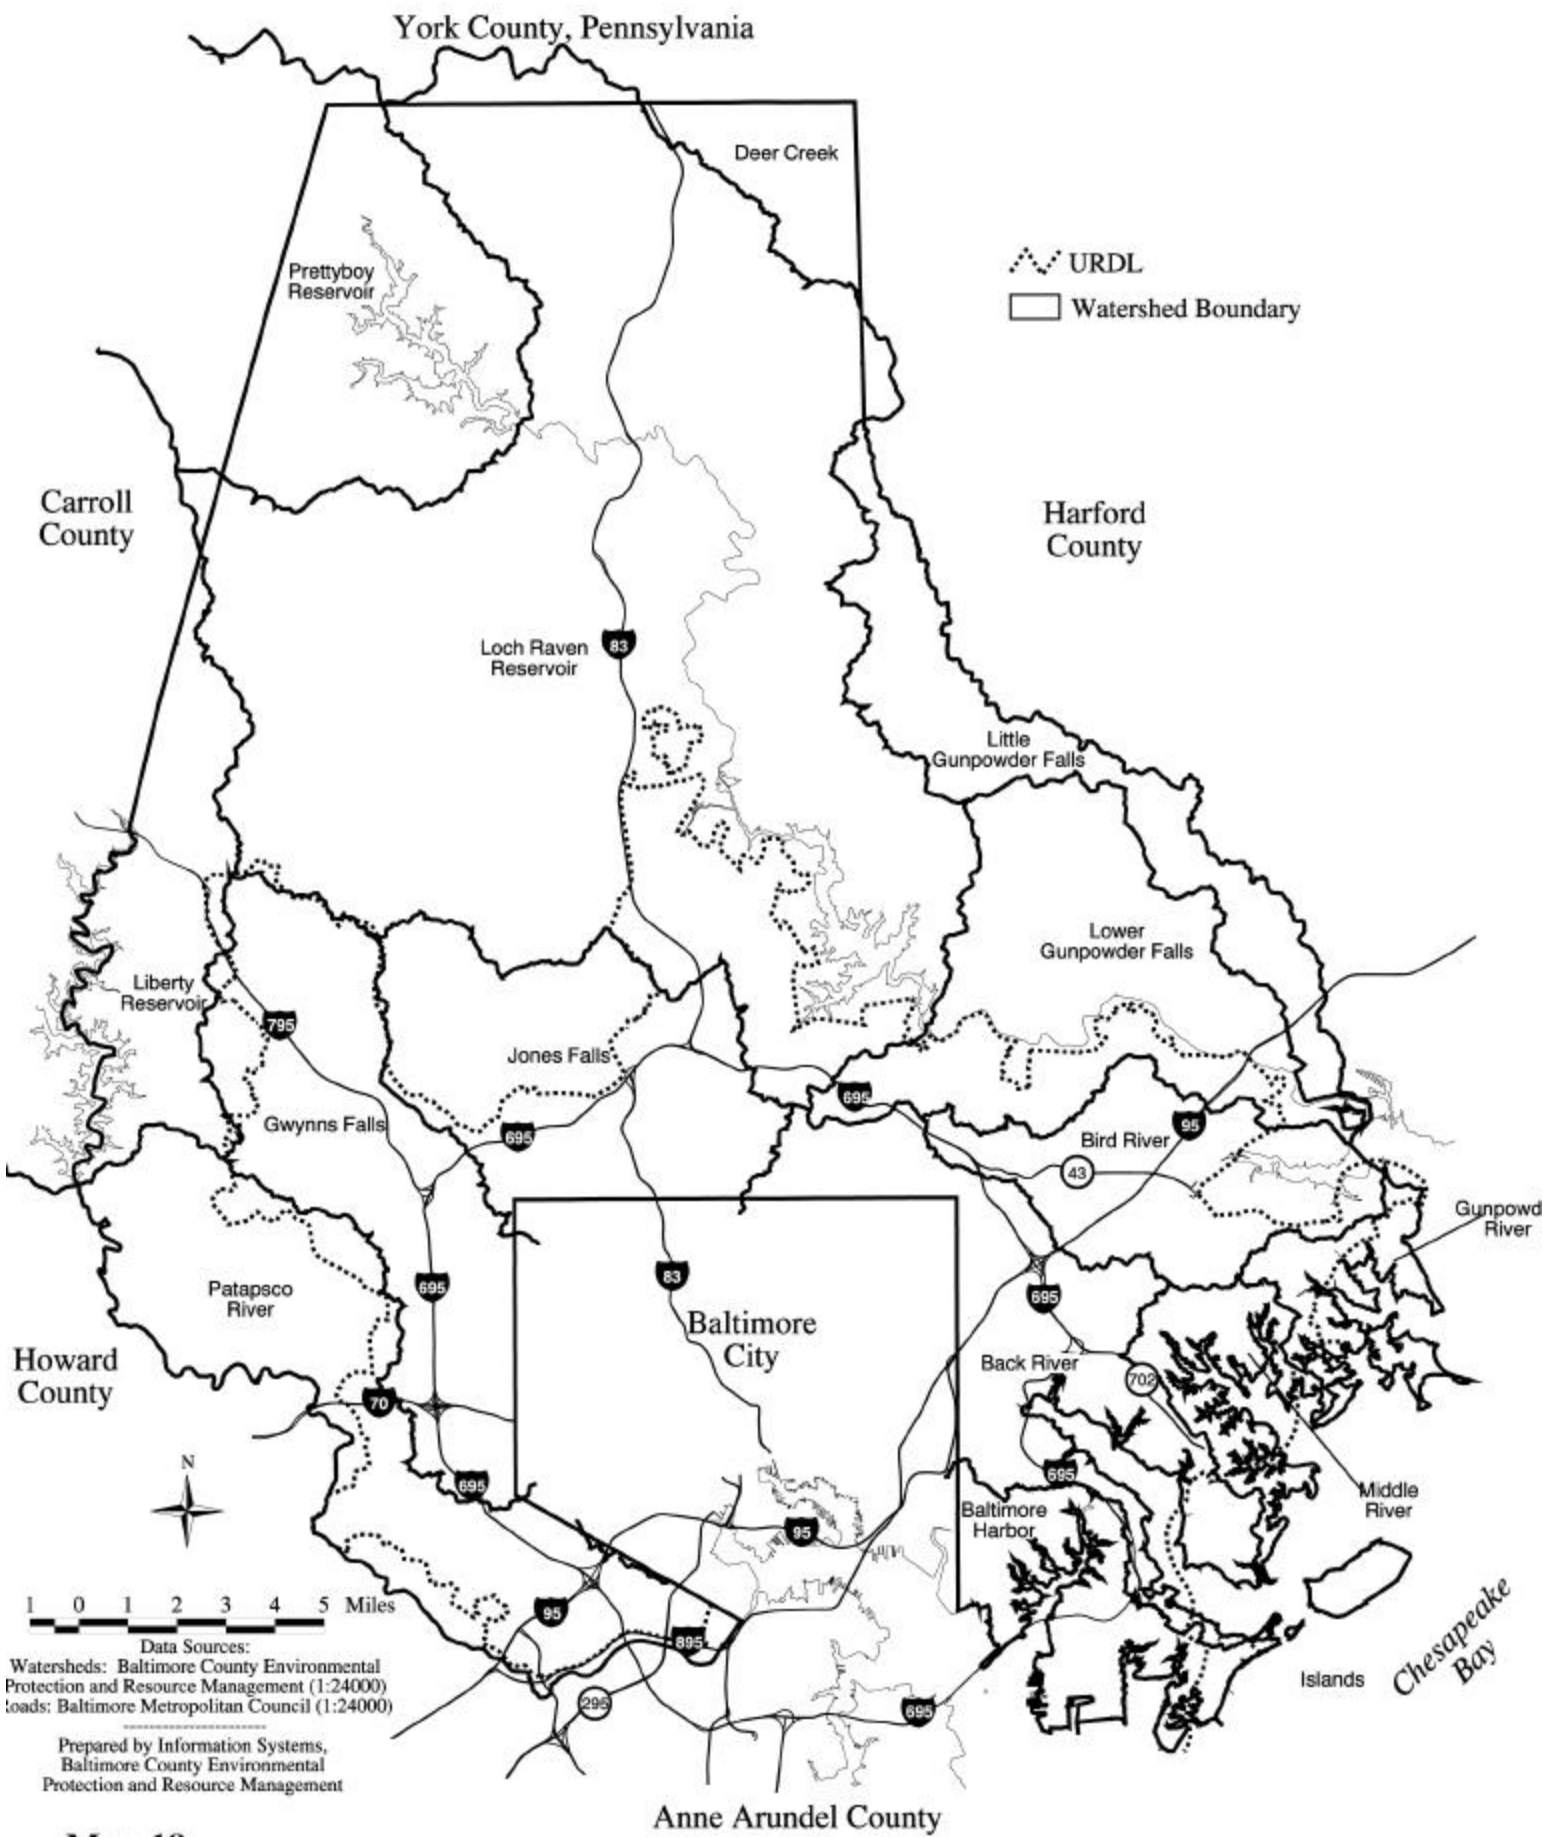 York County, Pennsylvania
Deer Creek
URDL
Watershed Boundary
Prettyboy
Reservoir
Carroll
County
Harford
County
Loch Raven
Reservoir
83
Little
Gunpowder Falls
Lower
Gunpowder Falls
Liberty
Reservoir
795
Jones Falls
Gwynns Falls
695
695
Bird River
95
43
Gunpowd
River
Patapsco
River
695
83
695
Baltimore
City
Howard
County
Back River
702
70
N
695
695
Middle
River
Baltimore
Harbor
95
1 0 1 2 3 4 5 Miles
95
895
Data Sources:
Watersheds: Baltimore County Environmental
Protection and Resource Management (1:24000)
Roads: Baltimore Metropolitan Council (1:24000)
Prepared by Information Systems,
Baltimore County Environmental
Protection and Resource Management
295
695
Islands
Chesapeake
Bay
Anne Arundel County